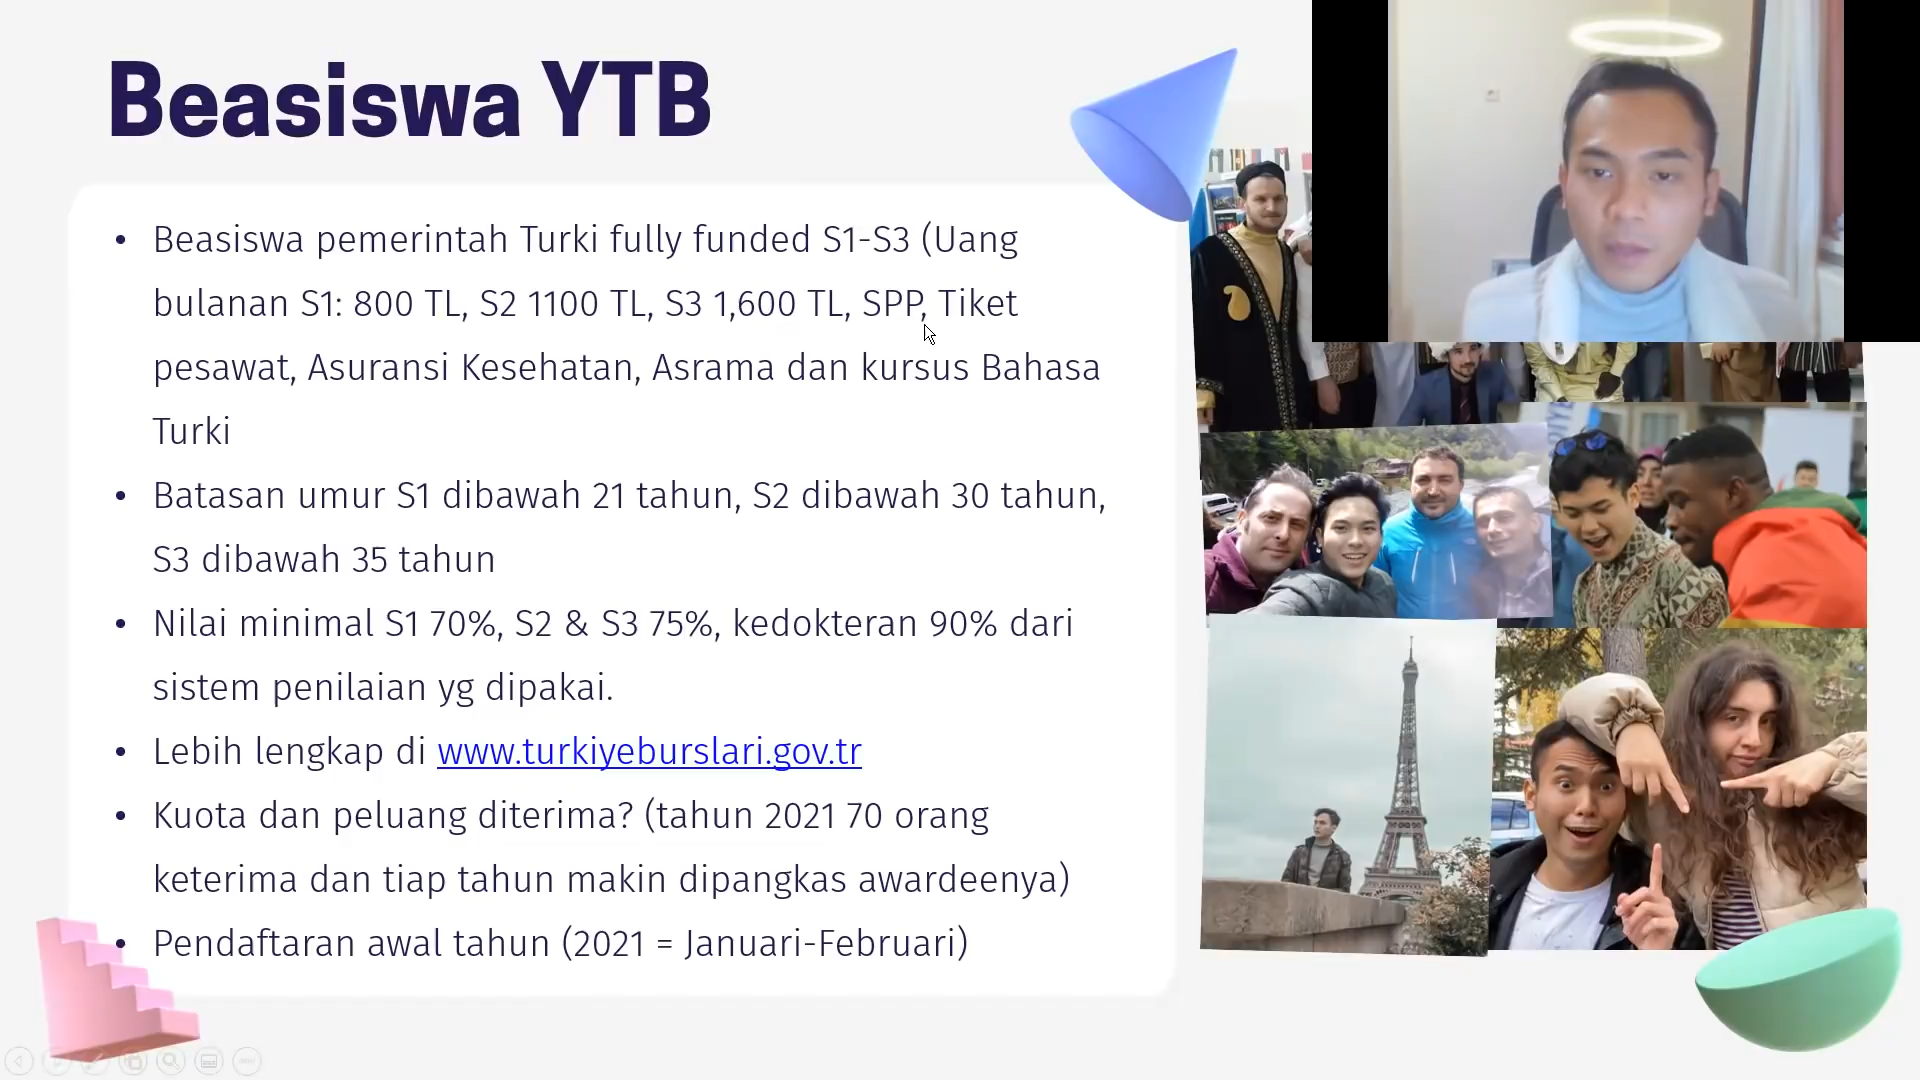 Beasiswa YTB
• Beasiswa pemerintah Turki fully funded S1-S3 (Uang
bulanan S1: 800 TL, S2 1100 TL, S3 1,600 TL, SPP, Tiket
pesawat, Asuransi Kesehatan, Asrama dan kursus Bahasa
Turki
• Batasan umur S1 dibawah 21 tahun, S2 dibawah 30 tahun,
S3 dibawah 35 tahun
• Nilai minimal S1 70%, S2 & S3 75%, kedokteran 90% dari
sistem penilaian yg dipakai.
• Lebih lengkap di www.turkiyeburslari.gov.tr
• Kuota dan peluang diterima? (tahun 2021 70 orang
keterima dan tiap tahun makin dipangkas awardeenya)
• Pendaftaran awal tahun (2021 = Januari-Februari)